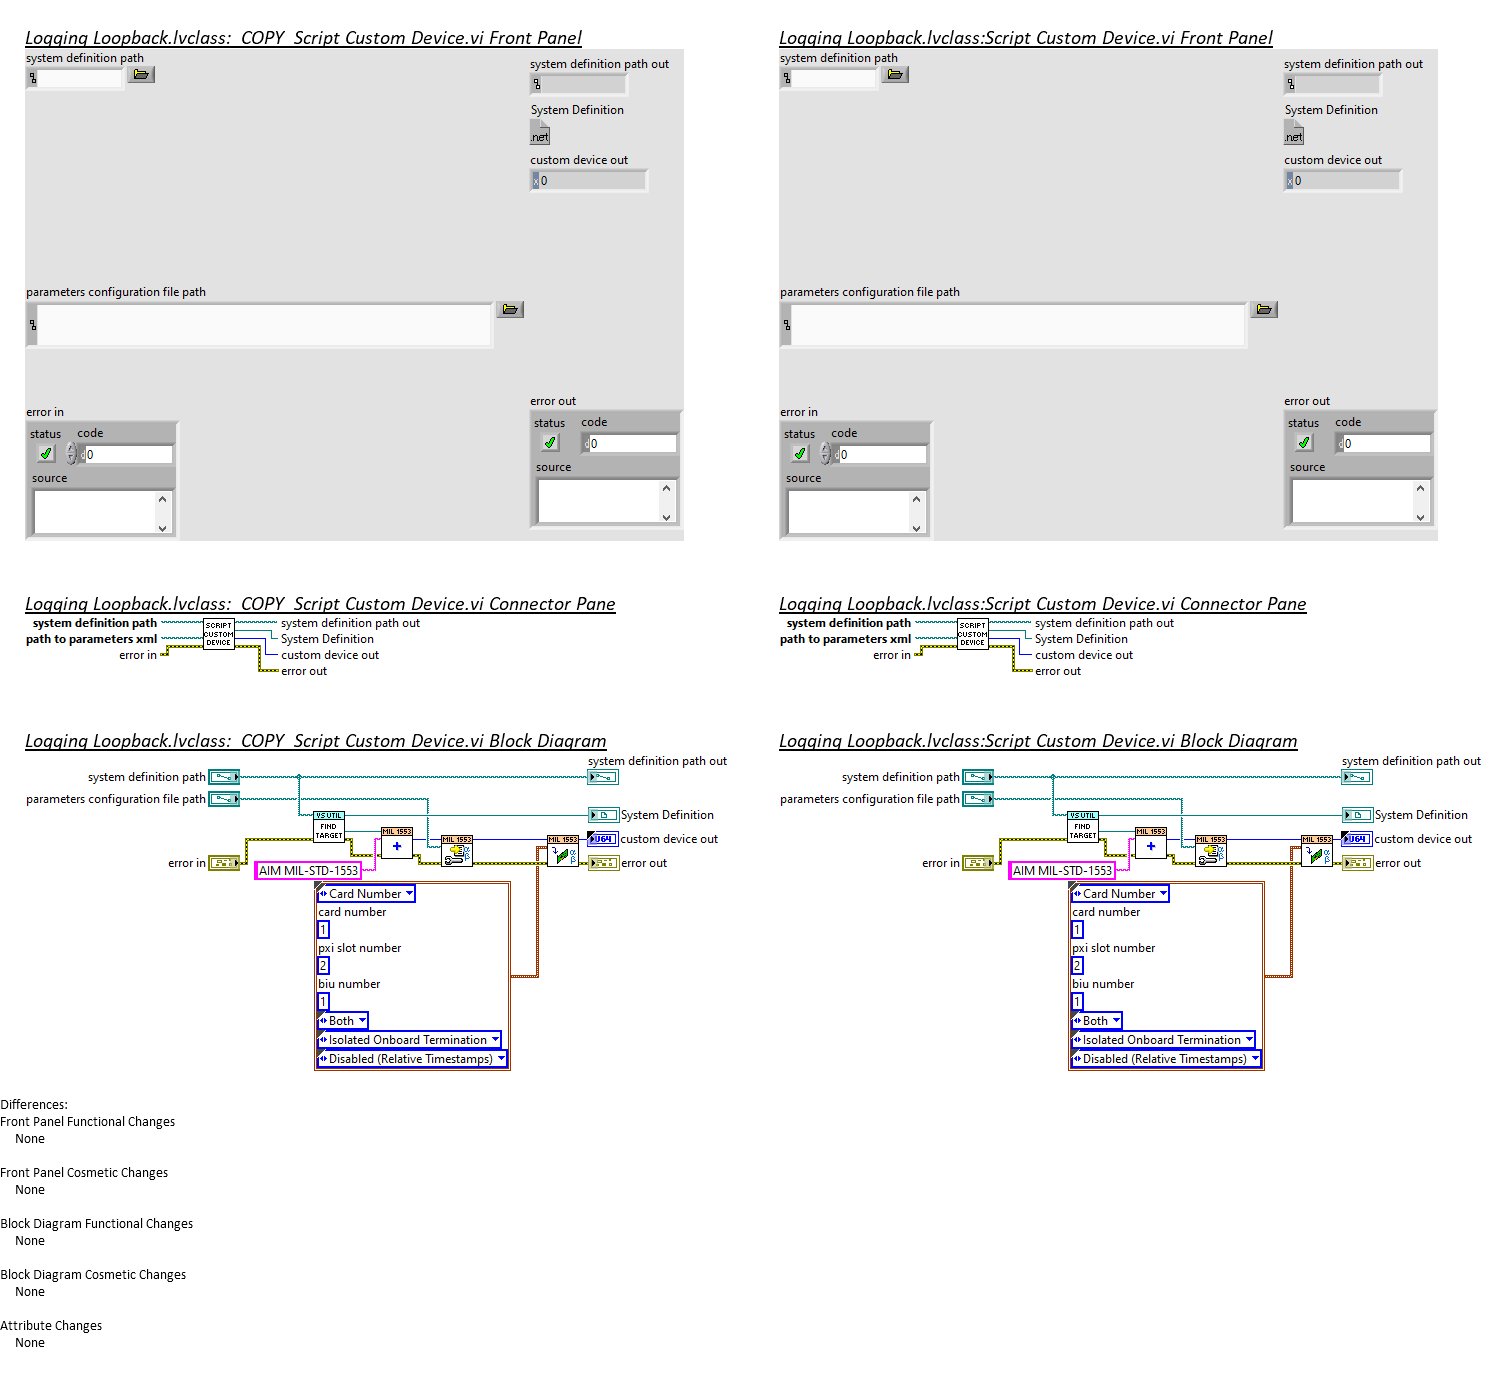 Logging Loopback.lvclass:_COPY_Script Custom Device.vi Front Panel
system definition path
system definition path out
System Definition
.net
custom device out
x 0
parameters configuration file path
error in
status code
d 0
source
error out
status code
d 0
source
Logging Loopback.lvclass:Script Custom Device.vi Front Panel
system definition path
system definition path out
System Definition
.net
custom device out
x 0
parameters configuration file path
error in
status code
d 0
source
error out
status code
d 0
source
Logging Loopback.lvclass:_COPY_Script Custom Device.vi Connector Pane
system definition path
path to parameters xml
error in
SCRIPT
CUSTOM
DEVICE
system definition path out
System Definition
custom device out
error out
Logging Loopback.lvclass:Script Custom Device.vi Connector Pane
system definition path
path to parameters xml
error in
SCRIPT
CUSTOM
DEVICE
system definition path out
System Definition
custom device out
error out
Logging Loopback.lvclass:_COPY_Script Custom Device.vi Block Diagram
system definition path out
system definition path
parameters configuration file path
VS UTIL
FIND
TARGET
System Definition
MIL 1553
MIL 1553
MIL 1553
U64
custom device out
error in
error out
AIM MIL-STD-1553
Card Number
card number
1
pxi slot number
2
biu number
1
Both
Isolated Onboard Termination
Disabled (Relative Timestamps)
Logging Loopback.lvclass:Script Custom Device.vi Block Diagram
system definition path out
system definition path
parameters configuration file path
VS UTIL
FIND
TARGET
System Definition
MIL 1553
MIL 1553
MIL 1553
U64
custom device out
error in
error out
AIM MIL-STD-1553
Card Number
card number
1
pxi slot number
2
biu number
1
Both
Isolated Onboard Termination
Disabled (Relative Timestamps)
Differences:
Front Panel Functional Changes
None
Front Panel Cosmetic Changes
None
Block Diagram Functional Changes
None
Block Diagram Cosmetic Changes
None
Attribute Changes
None